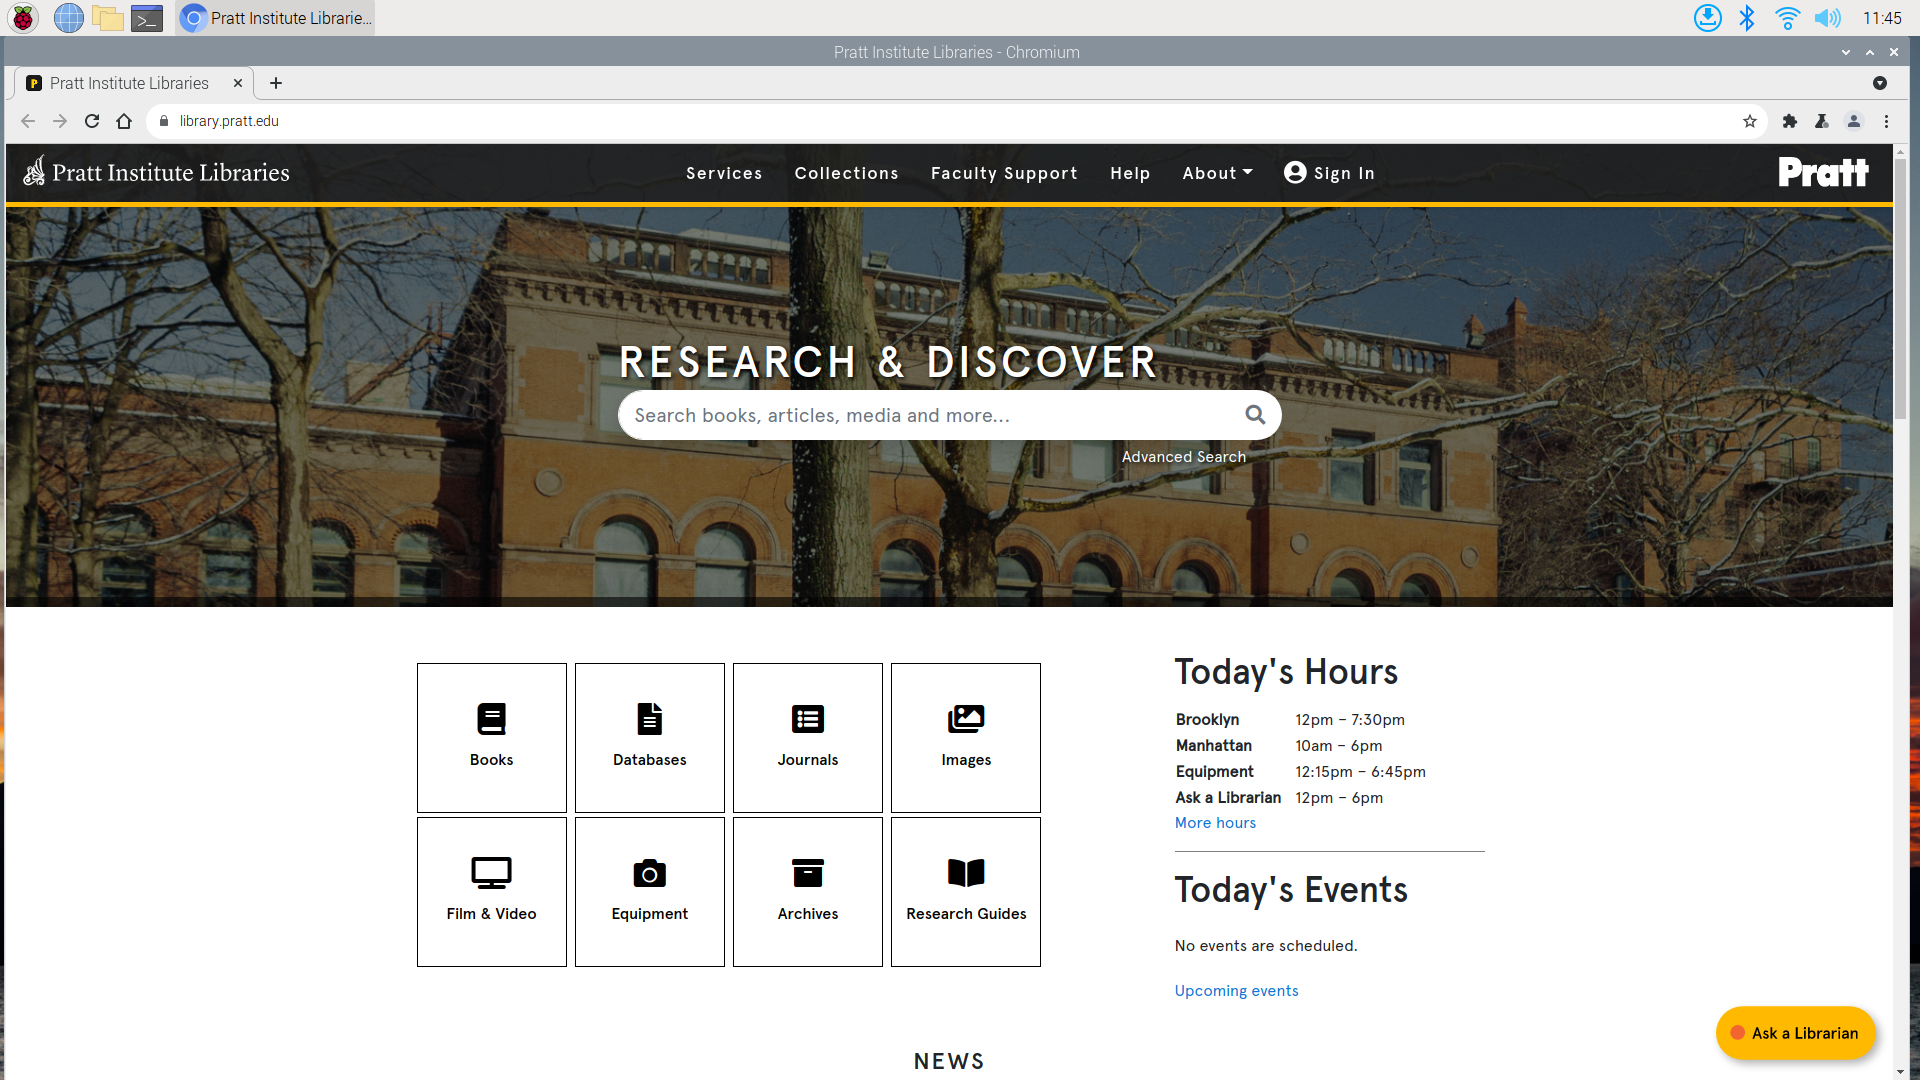 Pratt Institute Librarie...
11:45
Pratt Institute Libraries - Chromium
P Pratt Institute Libraries
library.pratt.edu
Pratt Institute Libraries
Services
Collections
Faculty Support
Help
About
Sign In
Pratt
RESEARCH & DISCOVER
Search books, articles, media and more...
Advanced Search
Books
Databases
Journals
Images
Film & Video
Equipment
Archives
Research Guides
Today's Hours
Brooklyn 12pm – 7:30pm
Manhattan 10am – 6pm
Equipment 12:15pm – 6:45pm
Ask a Librarian 12pm – 6pm
More hours
Today's Events
No events are scheduled.
Upcoming events
Ask a Librarian
NEWS